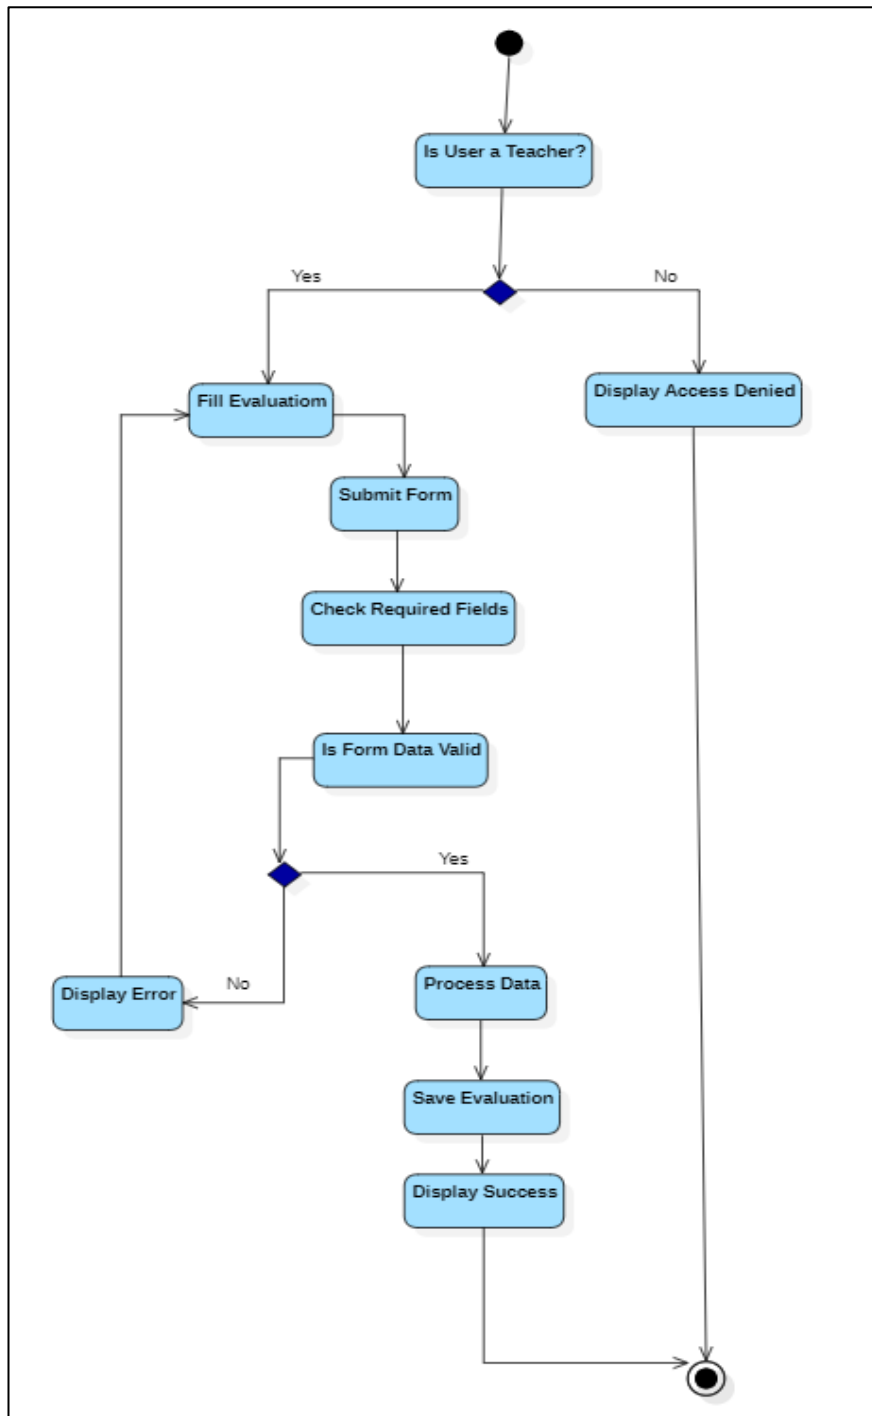 Is User a Teacher?
Yes
No
Fill Evaluatiom
Display Access Denied
Submit Form
Check Required Fields
Is Form Data Valid
Yes
No
Display Error
Process Data
Save Evaluation
Display Success